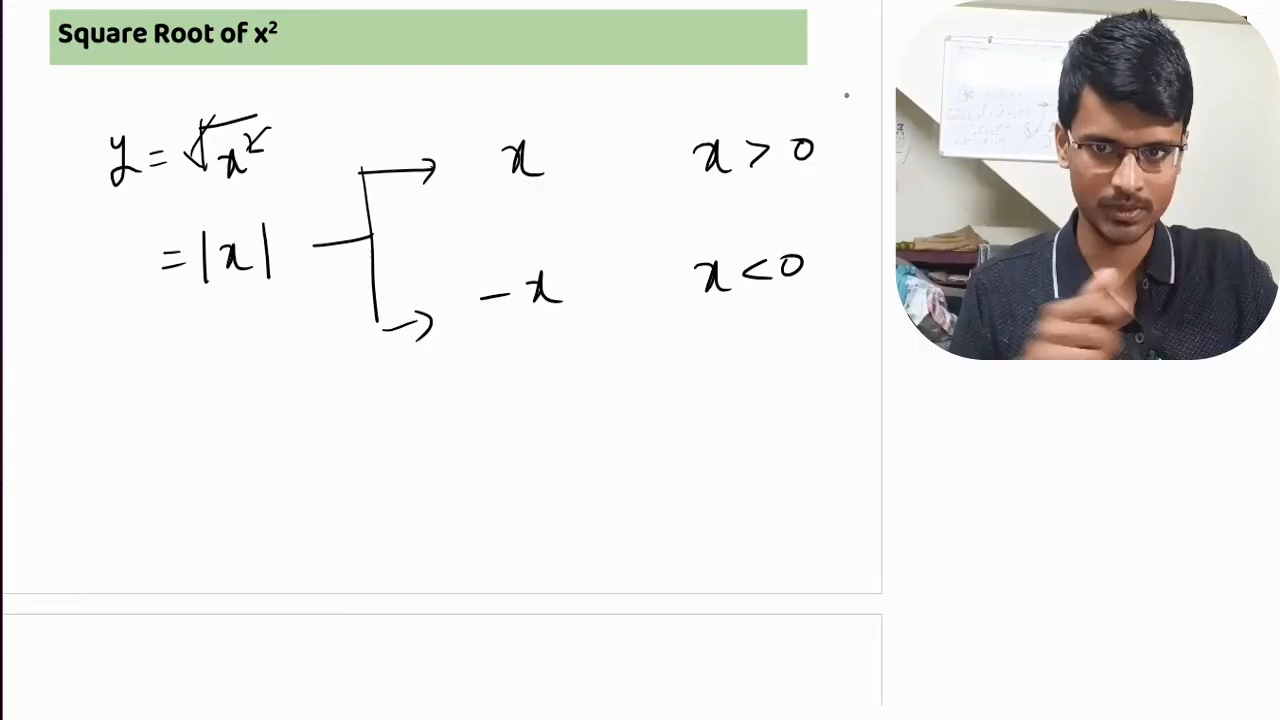 Square Root of x²
y = √x² → x x > 0
= |x| → -x x < 0